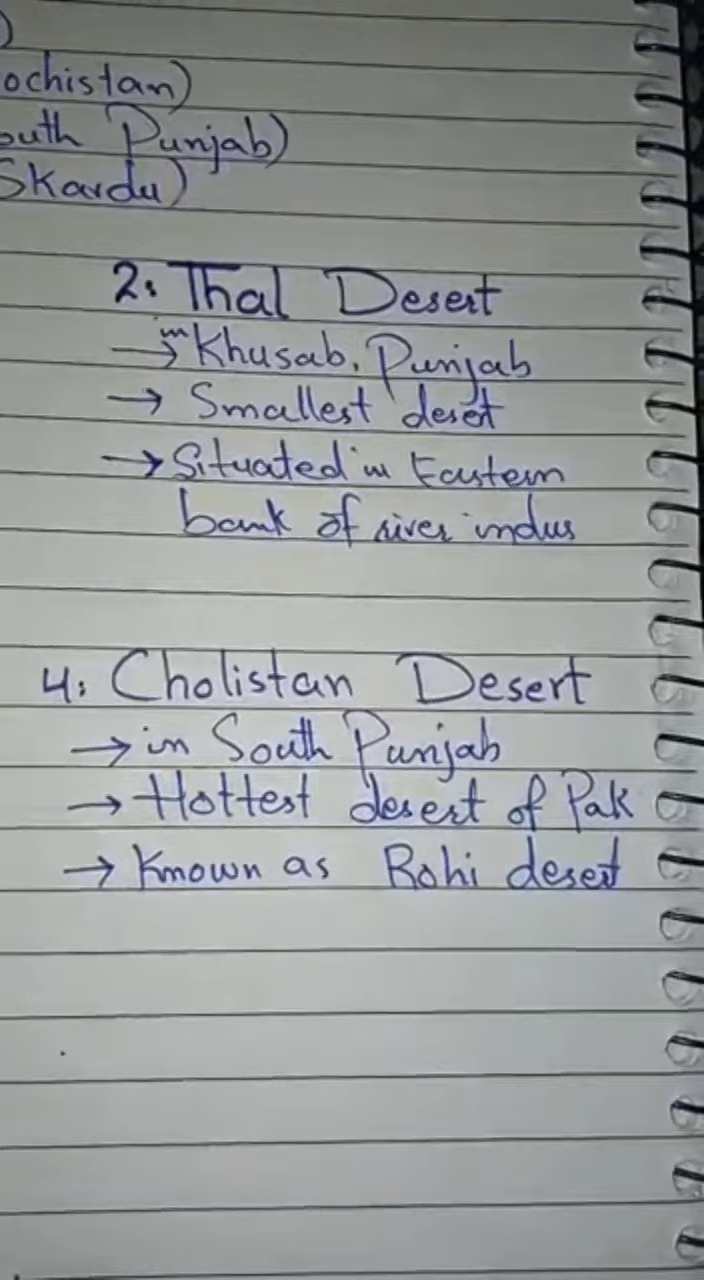 )
ochistan)
outh Punjab)
Skardu)
2: Thal Desert
→ in Khusab, Punjab
→ Smallest desert
→ Situated in Eastern
bank of river indus
4: Cholistan Desert
→ in South Punjab
→ Hottest desert of Pak
→ Known as Rohi desert